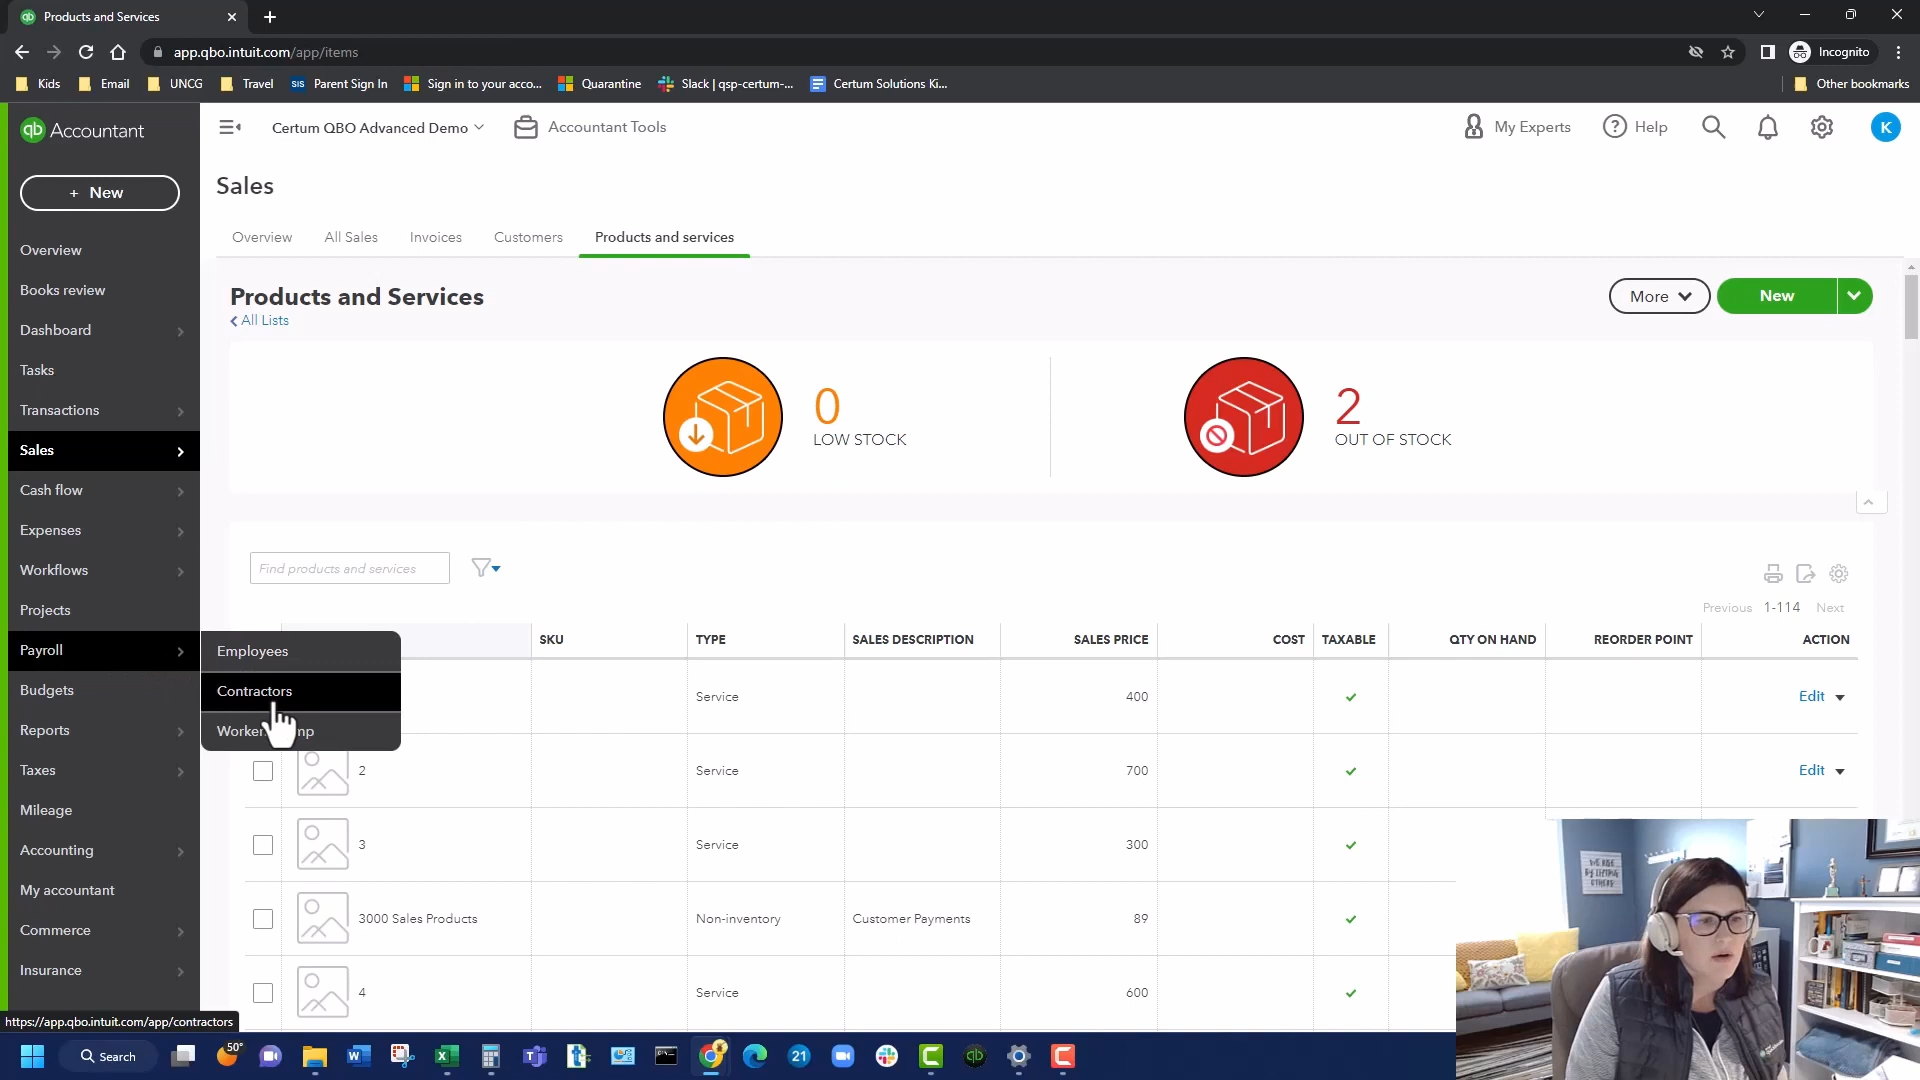 Products and Services
app.qbo.intuit.com/app/items
Incognito
Kids
Email
UNCG
Travel
SIS Parent Sign In
Sign in to your acco...
Quarantine
Slack | qsp-certum-...
Certum Solutions Ki...
Other bookmarks
qb Accountant
Certum QBO Advanced Demo
Accountant Tools
My Experts
Help
K
+ New
Sales
Overview
All Sales
Invoices
Customers
Products and services
Overview
Books review
Dashboard
Tasks
Transactions
Sales
Cash flow
Expenses
Workflows
Projects
Payroll
Budgets
Reports
Taxes
Mileage
Accounting
My accountant
Commerce
Insurance
Employees
Contractors
Products and Services
All Lists
More
New
0
LOW STOCK
2
OUT OF STOCK
Find products and services
Previous 1-114 Next
SKU TYPE SALES DESCRIPTION SALES PRICE COST TAXABLE QTY ON HAND REORDER POINT ACTION
Service 400 Edit
2 Service 700 Edit
3 Service 300
3000 Sales Products Non-inventory Customer Payments 89
4 Service 600
https://app.qbo.intuit.com/app/contractors
Search
50°
21